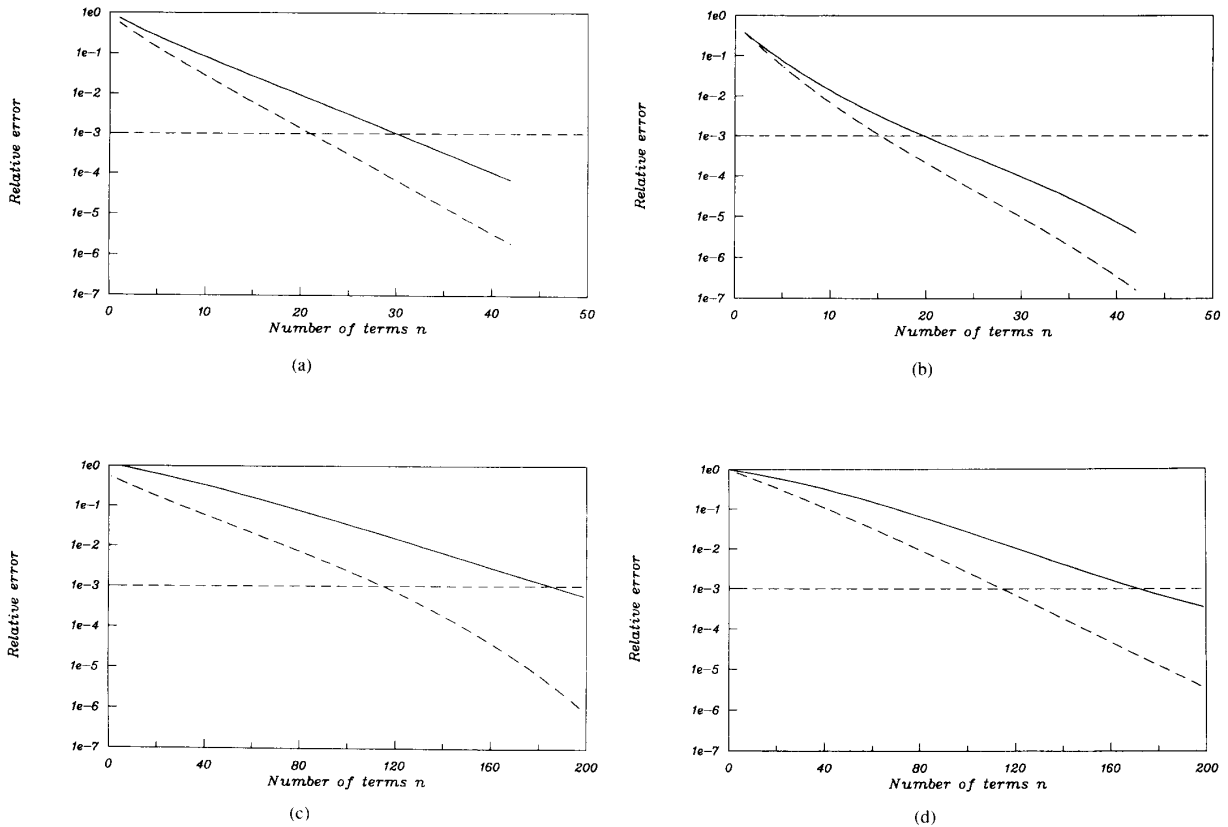 1e0
1e-1
1e-2
1e-3
1e-4
1e-5
1e-6
1e-7
Relative error
0 10 20 30 40 50
Number of terms n
(a)
1e0
1e-1
1e-2
1e-3
1e-4
1e-5
1e-6
1e-7
Relative error
0 10 20 30 40 50
Number of terms n
(b)
1e0
1e-1
1e-2
1e-3
1e-4
1e-5
1e-6
1e-7
Relative error
0 40 80 120 160 200
Number of terms n
(c)
1e0
1e-1
1e-2
1e-3
1e-4
1e-5
1e-6
1e-7
Relative error
0 40 80 120 160 200
Number of terms n
(d)